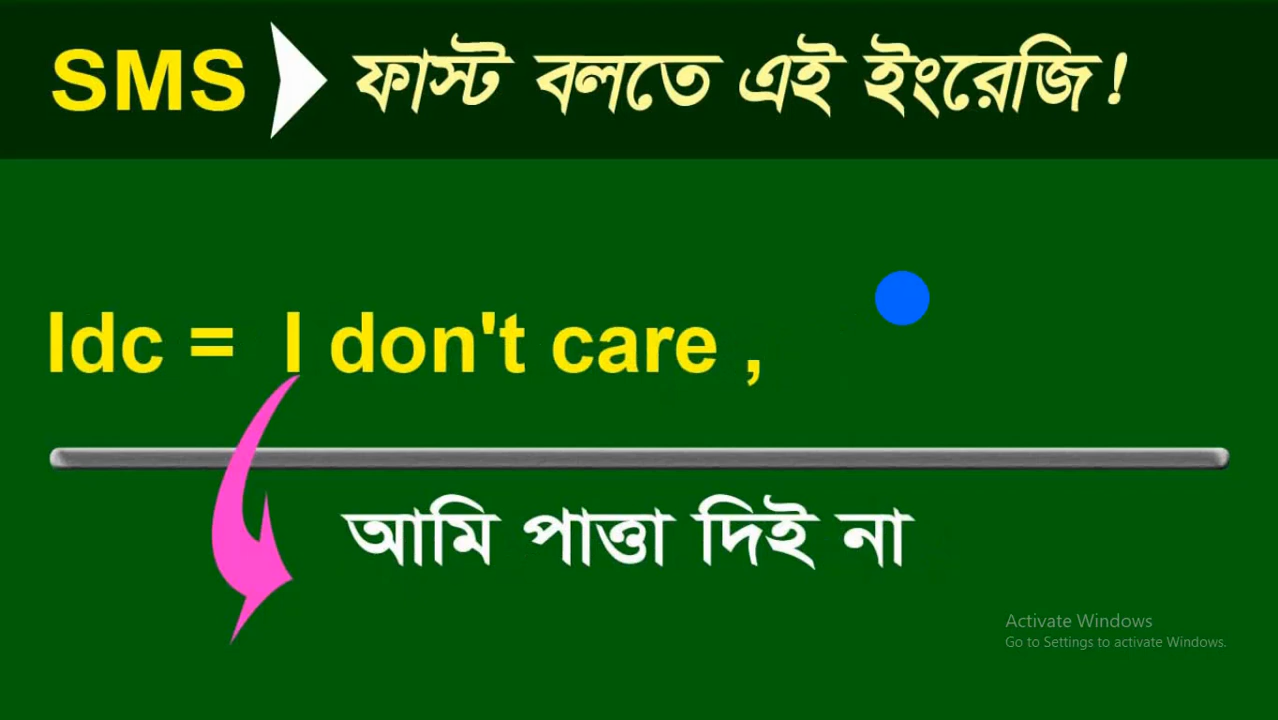 SMS ফাস্ট বলতে এই ইংরেজি!
Idc = I don't care ,
আমি পাত্তা দিই না
Activate Windows
Go to Settings to activate Windows.